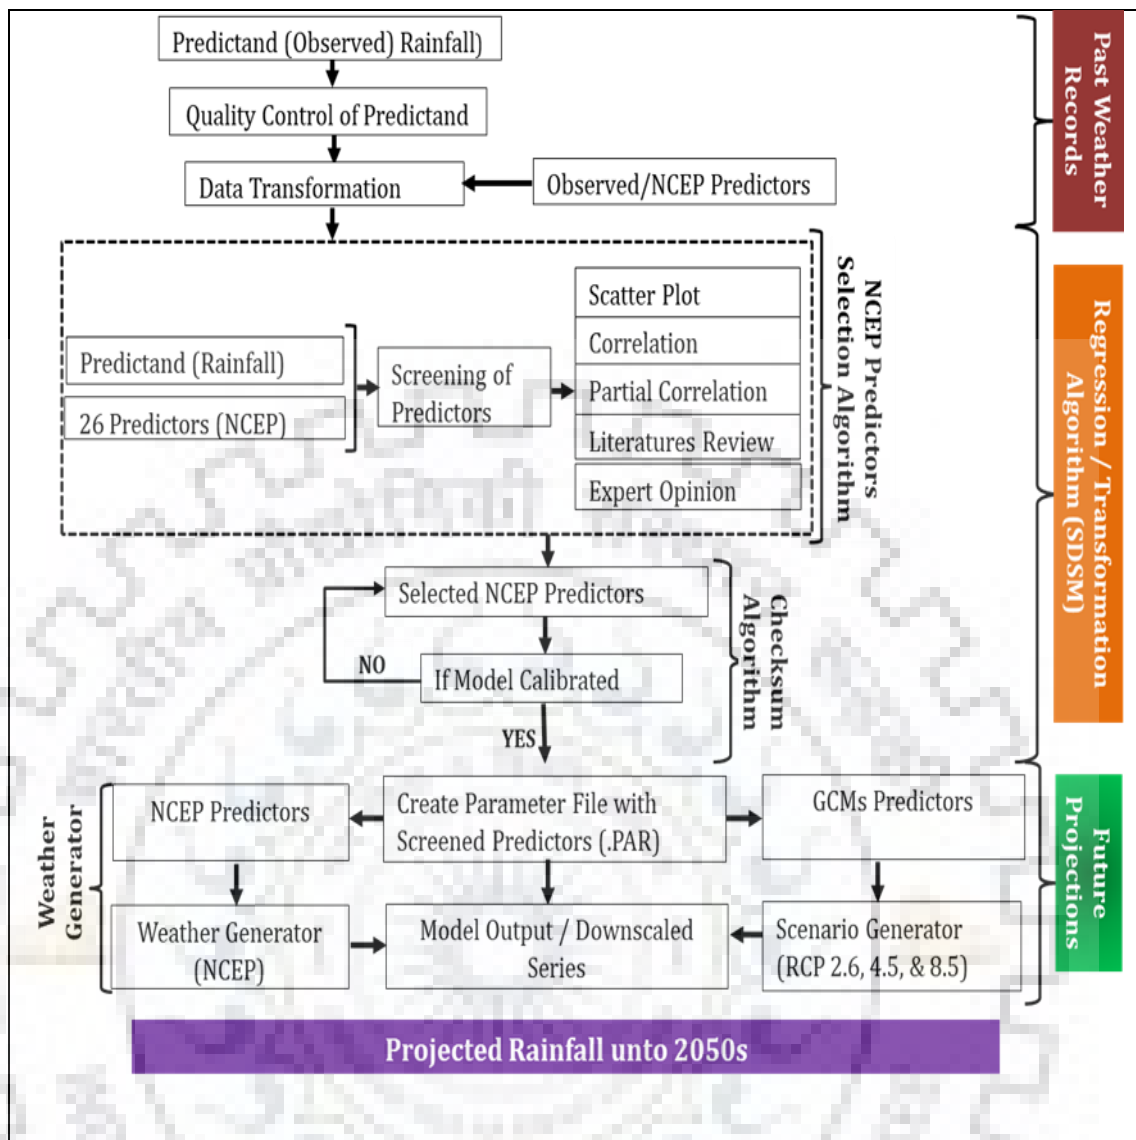 Predictand (Observed) Rainfall)
Quality Control of Predictand
Data Transformation
Observed/NCEP Predictors
Past Weather
Records
Predictand (Rainfall)
26 Predictors (NCEP)
Screening of
Predictors
Scatter Plot
Correlation
Partial Correlation
Literatures Review
Expert Opinion
NCEP Predictors
Selection Algorithm
Regression / Transformation
Algorithm (SDSM)
Selected NCEP Predictors
NO
If Model Calibrated
YES
Checksum
Algorithm
Weather
Generator
NCEP Predictors
Create Parameter File with
Screened Predictors (.PAR)
GCMs Predictors
Weather Generator
(NCEP)
Model Output / Downscaled
Series
Scenario Generator
(RCP 2.6, 4.5, & 8.5)
Future
Projections
Projected Rainfall unto 2050s